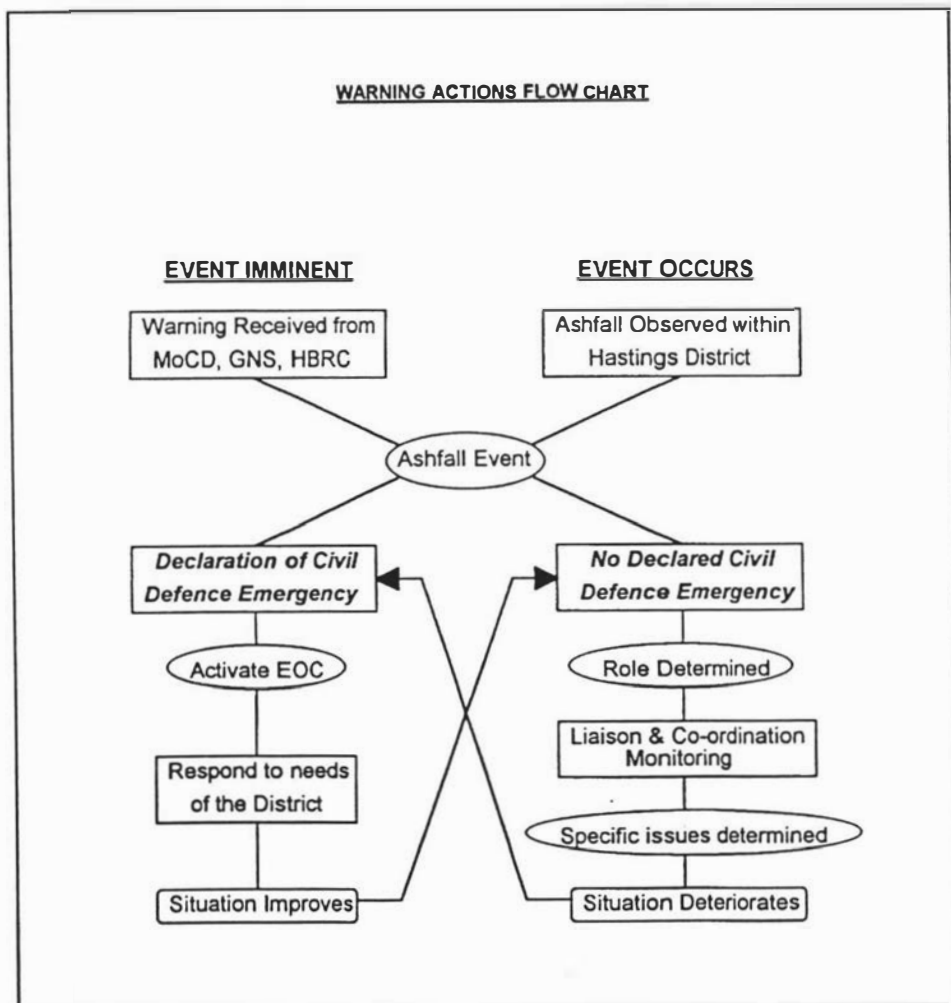 WARNING ACTIONS FLOW CHART
EVENT IMMINENT
EVENT OCCURS
Warning Received from
MoCD, GNS, HBRC
Ashfall Observed within
Hastings District
Ashfall Event
Declaration of Civil
Defence Emergency
No Declared Civil
Defence Emergency
Activate EOC
Role Determined
Liaison & Co-ordination
Monitoring
Respond to needs
of the District
Specific issues determined
Situation Improves
Situation Deteriorates